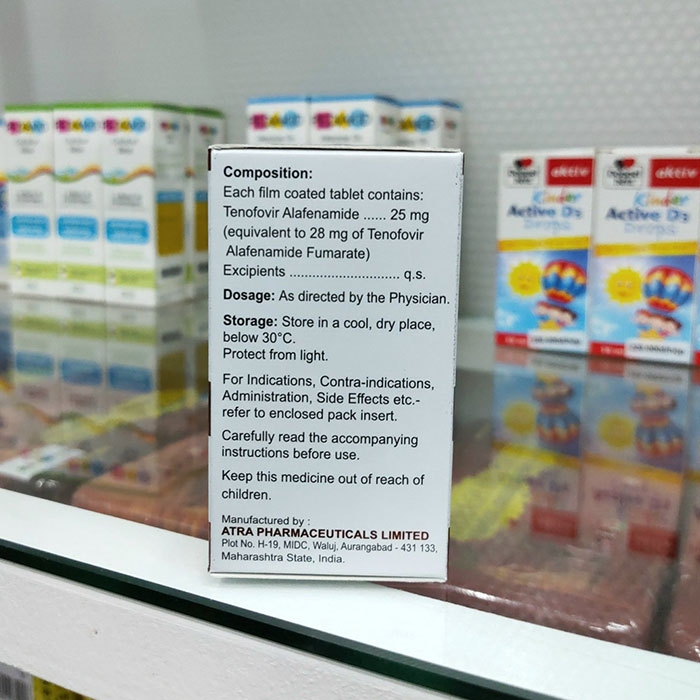 Composition:
Each film coated tablet contains:
Tenofovir Alafenamide ...... 25 mg
(equivalent to 28 mg of Tenofovir
Alafenamide Fumarate)
Excipients ............................ q.s.
Dosage: As directed by the Physician.
Storage: Store in a cool, dry place,
below 30°C.
Protect from light.
For Indications, Contra-indications,
Administration, Side Effects etc.-
refer to enclosed pack insert.
Carefully read the accompanying
instructions before use.
Keep this medicine out of reach of
children.
Manufactured by :
ATRA PHARMACEUTICALS LIMITED
Plot No. H-19, MIDC, Waluj, Aurangabad - 431 133,
Maharashtra State, India.
aktiv
Kinder
Active D3
Drops
aktiv
Kinder
Active D3
Drops